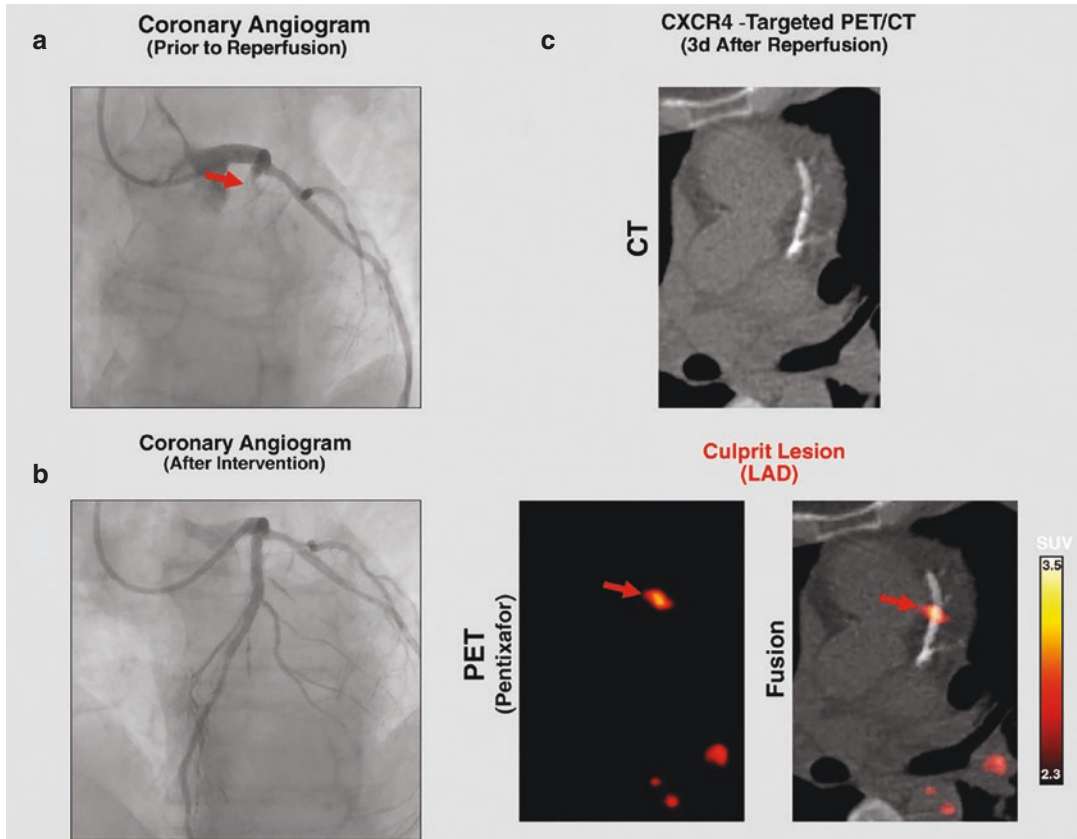 a
Coronary Angiogram
(Prior to Reperfusion)
b
Coronary Angiogram
(After Intervention)
c
CXCR4 -Targeted PET/CT
(3d After Reperfusion)
CT
Culprit Lesion
(LAD)
PET
(Pentixafor)
Fusion
SUV
3.5
2.3